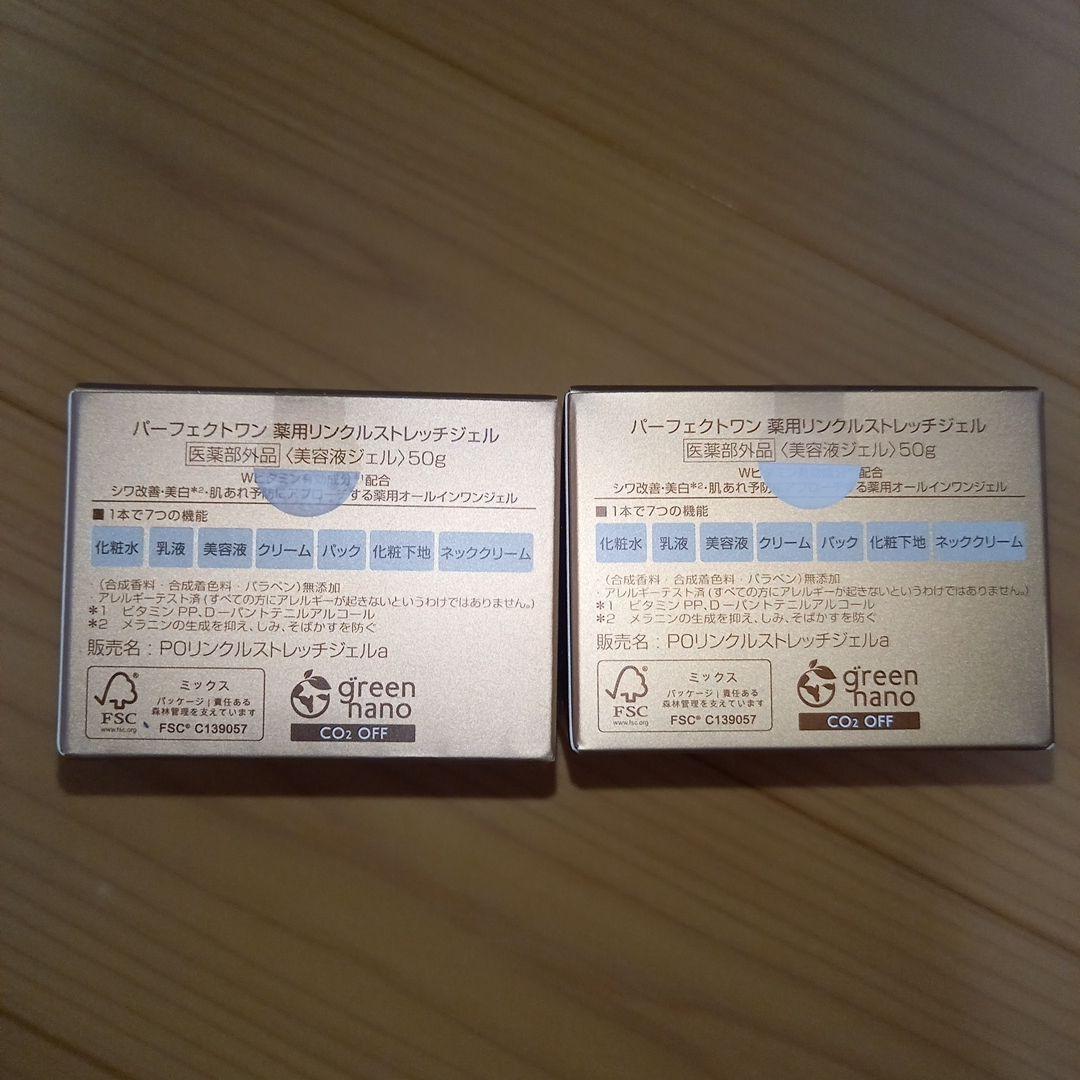 パーフェクトワン 薬用リンクルストレッチジェル
医薬部外品〈美容液ジェル〉50g
Wビタミン有効成分*1配合
シワ改善・美白*2・肌あれ予防にアプローチする薬用オールインワンジェル
■1本で7つの機能
化粧水 乳液 美容液 クリーム パック 化粧下地 ネッククリーム
(合成香料・合成着色料・パラベン)無添加
アレルギーテスト済(すべての方にアレルギーが起きないというわけではありません。)
*1 ビタミンPP、D－パントテニルアルコール
*2 メラニンの生成を抑え、しみ、そばかすを防ぐ
販売名：POリンクルストレッチジェルa
FSC
www.fsc.org
ミックス
パッケージ|責任ある
森林管理を支えています
FSC® C139057
green
nano
CO2 OFF
パーフェクトワン 薬用リンクルストレッチジェル
医薬部外品〈美容液ジェル〉50g
Wビ 配合
シワ改善・美白*2・肌あれ予防 る薬用オールインワンジェル
■1本で7つの機能
化粧水 乳液 美容液 クリーム パック 化粧下地 ネッククリーム
(合成香料・合成着色料・パラベン)無添加
アレルギーテスト済(すべての方にアレルギーが起きないというわけではありません。)
*1 ビタミンPP、D－パントテニルアルコール
*2 メラニンの生成を抑え、しみ、そばかすを防ぐ
販売名：POリンクルストレッチジェルa
FSC
www.fsc.org
ミックス
パッケージ|責任ある
森林管理を支えています
FSC® C139057
green
nano
CO2 OFF